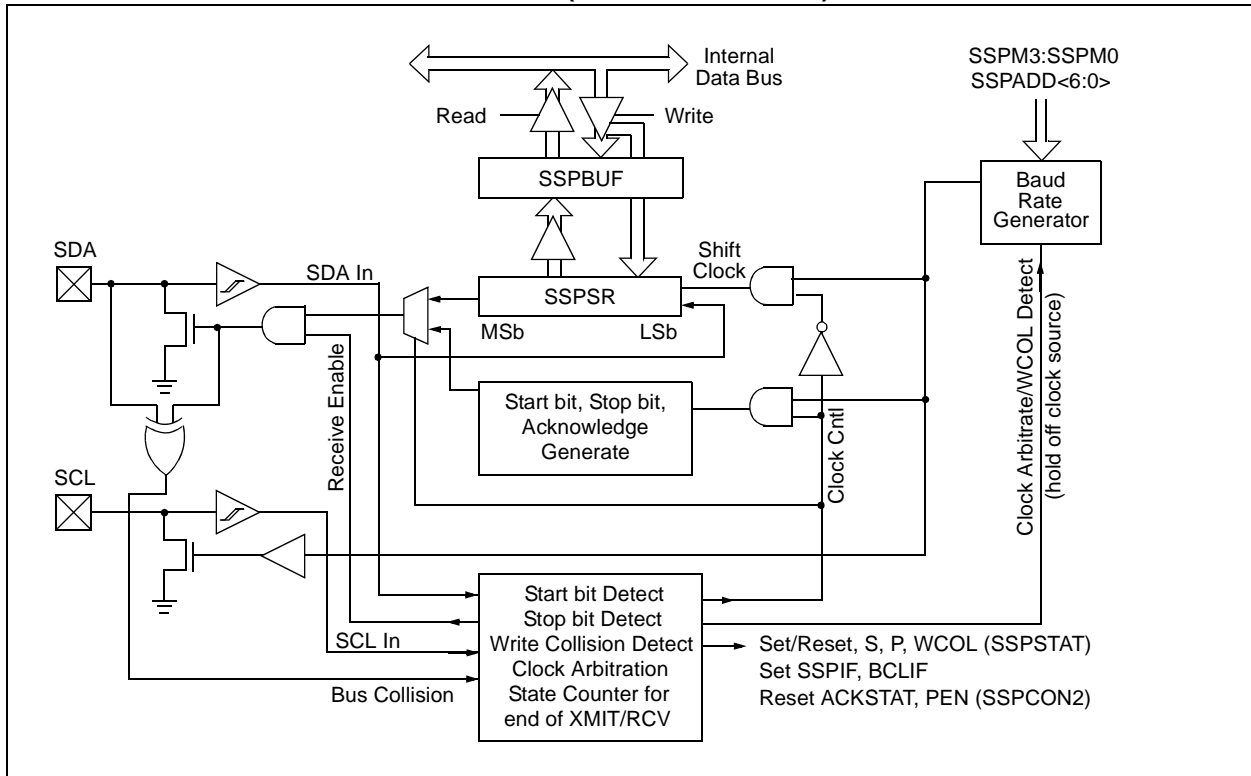 Internal
Data Bus
SSPM3:SSPM0
SSPADD<6:0>
Read
Write
SSPBUF
Baud
Rate
Generator
SDA
SDA In
Shift
Clock
SSPSR
MSb
LSb
Receive Enable
Start bit, Stop bit,
Acknowledge
Generate
Clock Cntl
Clock Arbitrate/WCOL Detect
(hold off clock source)
SCL
SCL In
Bus Collision
Start bit Detect
Stop bit Detect
Write Collision Detect
Clock Arbitration
State Counter for
end of XMIT/RCV
Set/Reset, S, P, WCOL (SSPSTAT)
Set SSPIF, BCLIF
Reset ACKSTAT, PEN (SSPCON2)